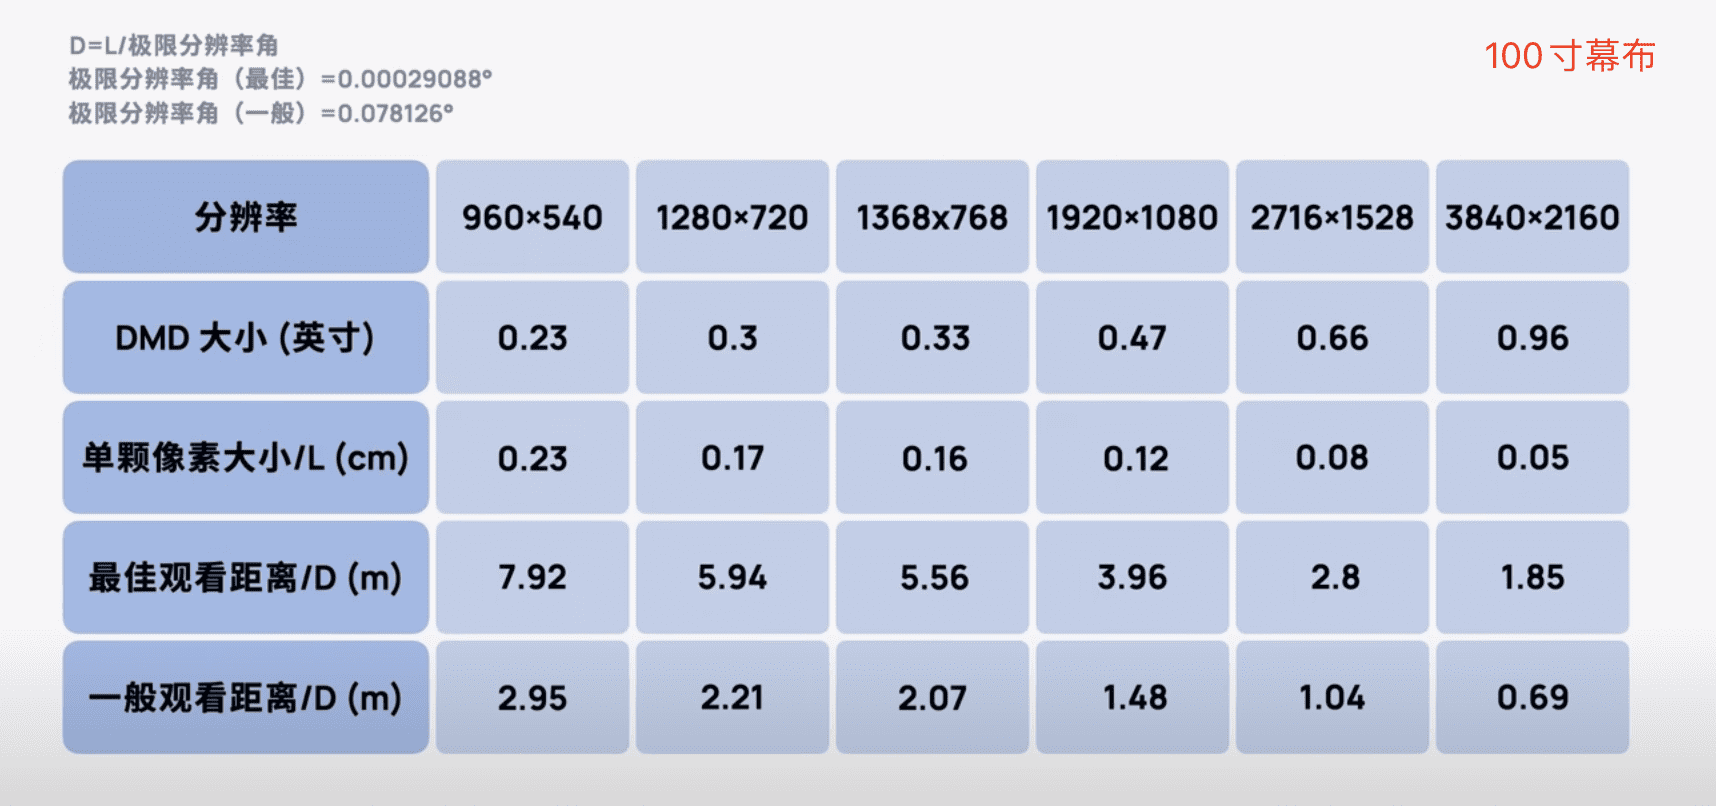 D=L/极限分辨率角
极限分辨率角（最佳）=0.00029088°
极限分辨率角（一般）=0.078126°
100寸幕布
分辨率 960×540 1280×720 1368x768 1920×1080 2716×1528 3840×2160
DMD 大小 (英寸) 0.23 0.3 0.33 0.47 0.66 0.96
单颗像素大小/L (cm) 0.23 0.17 0.16 0.12 0.08 0.05
最佳观看距离/D (m) 7.92 5.94 5.56 3.96 2.8 1.85
一般观看距离/D (m) 2.95 2.21 2.07 1.48 1.04 0.69